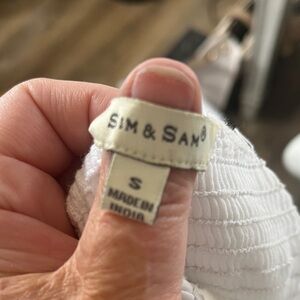 SIM & SAM®
S
MADE IN
INDIA